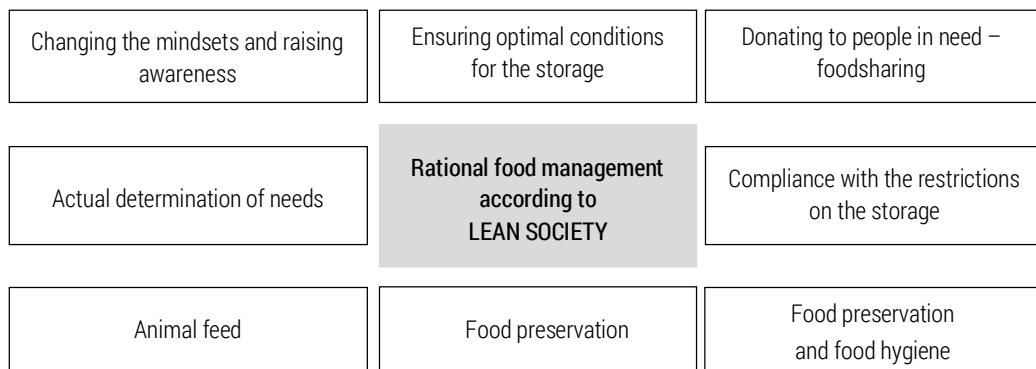 Changing the mindsets and raising
awareness
Ensuring optimal conditions
for the storage
Donating to people in need –
foodsharing
Actual determination of needs
Rational food management
according to
LEAN SOCIETY
Compliance with the restrictions
on the storage
Animal feed
Food preservation
Food preservation
and food hygiene